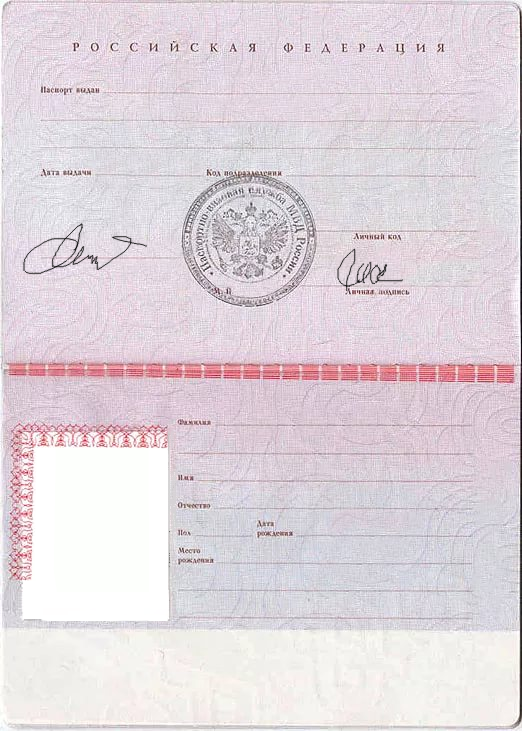 РОССИЙСКАЯ ФЕДЕРАЦИЯ
Паспорт выдан
Дата выдачи Код подразделения
Паспортно-визовая служба МВД России
Личный код
М П
Личная подпись
Фамилия
Имя
Отчество
Пол Дата рождения
Место рождения